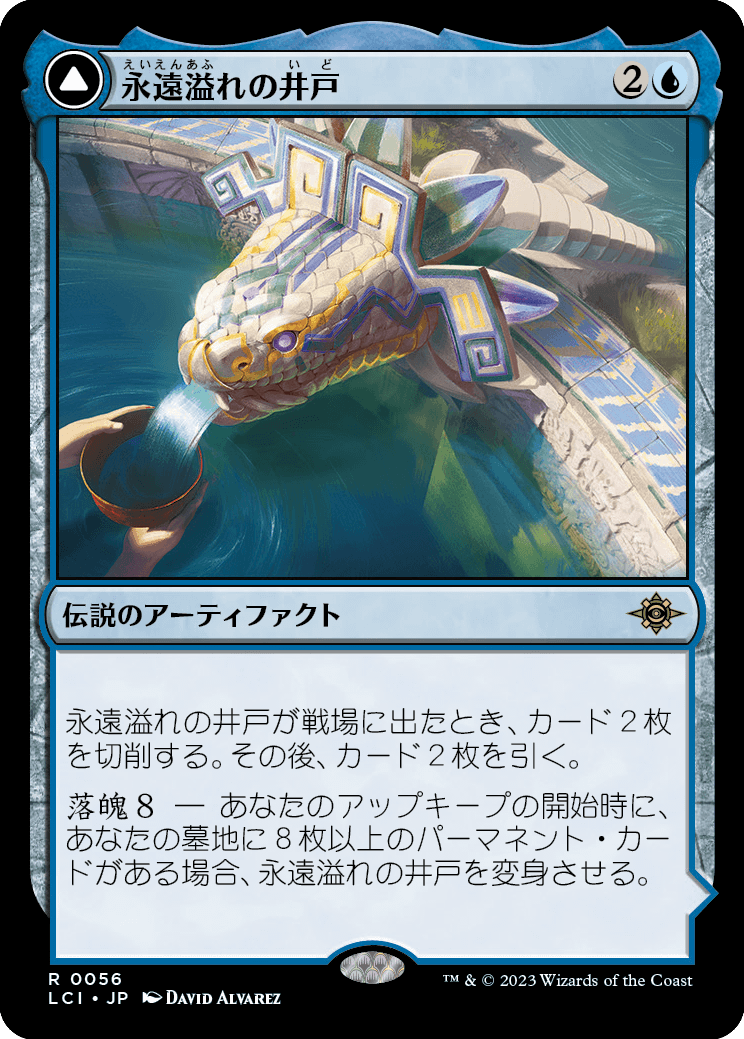 えいえんあふ い ど
永遠溢れの井戸 2
伝説のアーティファクト
永遠溢れの井戸が戦場に出たとき、カード２枚
を切削する。その後、カード２枚を引く。
落魄８ — あなたのアップキープの開始時に、
あなたの墓地に８枚以上のパーマネント・カー
ドがある場合、永遠溢れの井戸を変身させる。
R 0056
LCI • JP DAVID ALVAREZ
™ & © 2023 Wizards of the Coast